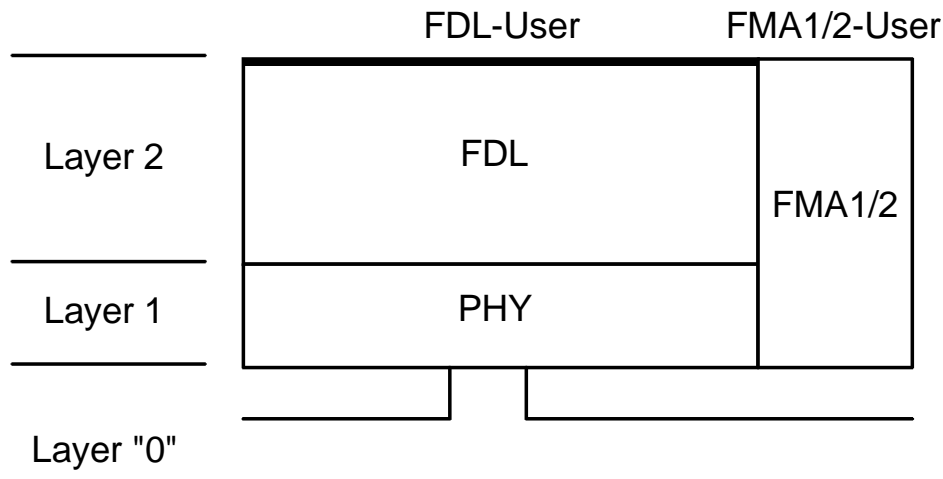 FDL-User FMA1/2-User
Layer 2
FDL
FMA1/2
Layer 1
PHY
Layer "0"